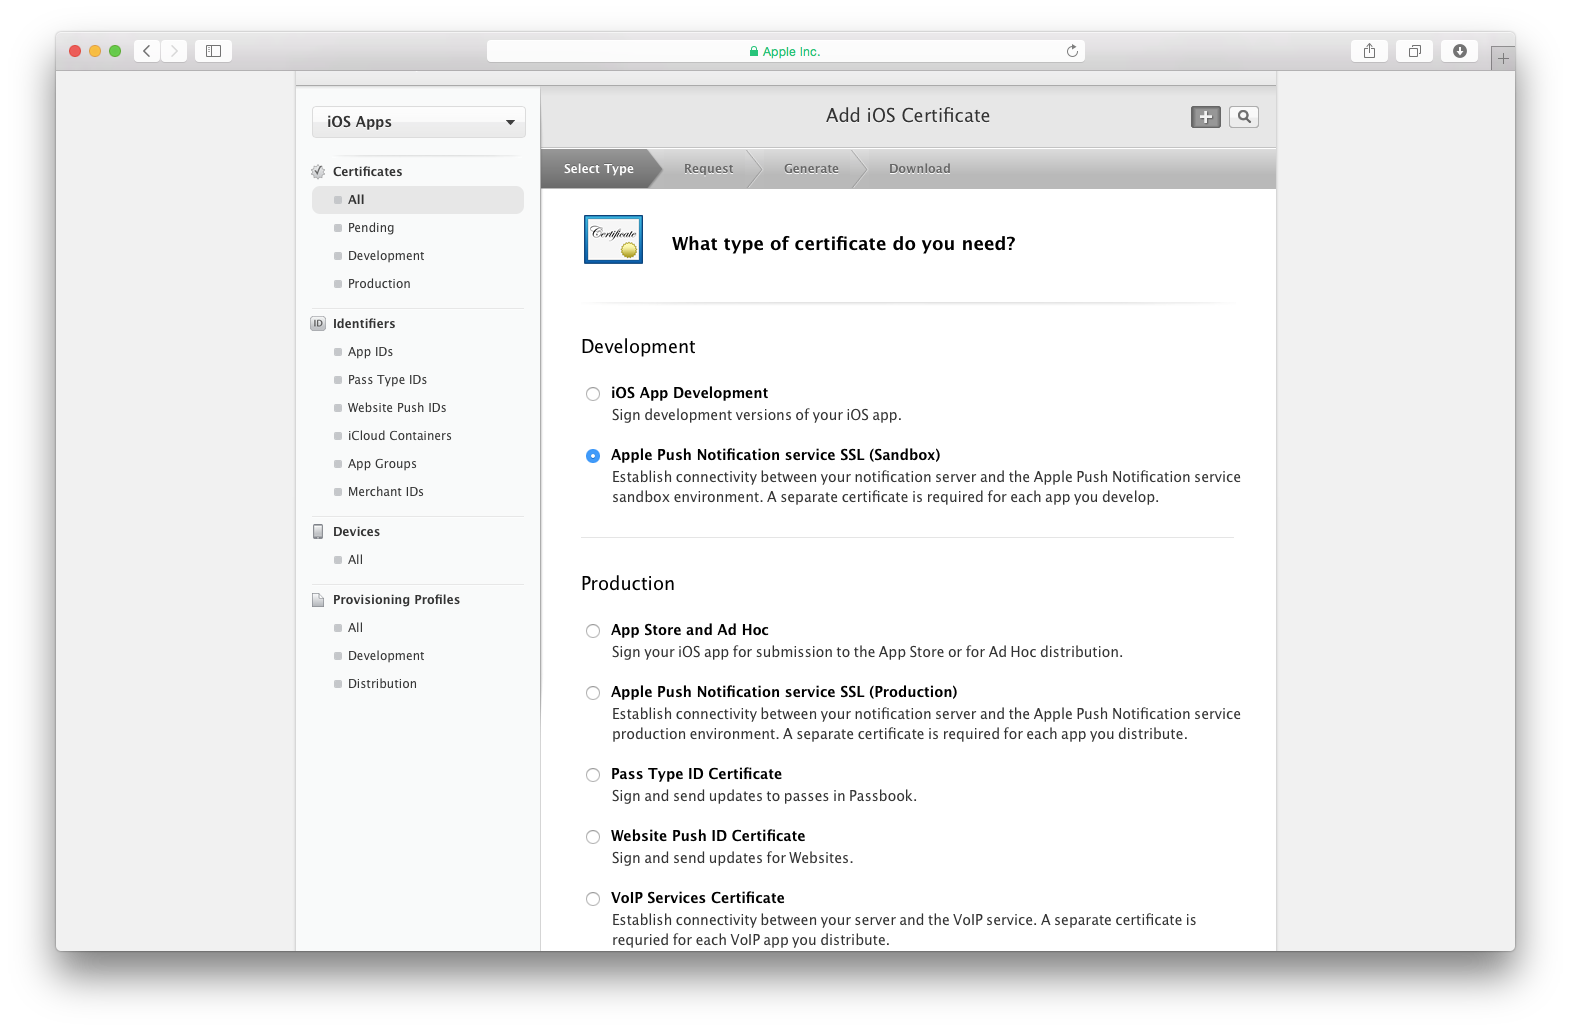 Apple Inc.
iOS Apps
Certificates
All
Pending
Development
Production
ID
Identifiers
App IDs
Pass Type IDs
Website Push IDs
iCloud Containers
App Groups
Merchant IDs
Devices
All
Provisioning Profiles
All
Development
Distribution
Add iOS Certificate
Select Type
Request
Generate
Download
Certificate
What type of certificate do you need?
Development
iOS App Development
Sign development versions of your iOS app.
Apple Push Notification service SSL (Sandbox)
Establish connectivity between your notification server and the Apple Push Notification service
sandbox environment. A separate certificate is required for each app you develop.
Production
App Store and Ad Hoc
Sign your iOS app for submission to the App Store or for Ad Hoc distribution.
Apple Push Notification service SSL (Production)
Establish connectivity between your notification server and the Apple Push Notification service
production environment. A separate certificate is required for each app you distribute.
Pass Type ID Certificate
Sign and send updates to passes in Passbook.
Website Push ID Certificate
Sign and send updates for Websites.
VoIP Services Certificate
Establish connectivity between your server and the VoIP service. A separate certificate is
requried for each VoIP app you distribute.